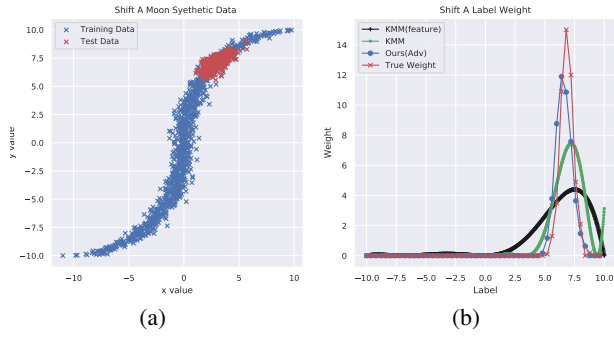 Shift A Moon Syethetic Data
10.0
7.5
5.0
2.5
0.0
−2.5
−5.0
−7.5
−10.0
y value
Training Data
Test Data
−10
−5
0
5
10
x value
(a)
Shift A Label Weight
14
12
10
8
6
4
2
0
Weight
KMM(feature)
KMM
Ours(Adv)
True Weight
−10.0
−7.5
−5.0
−2.5
0.0
2.5
5.0
7.5
10.0
Label
(b)